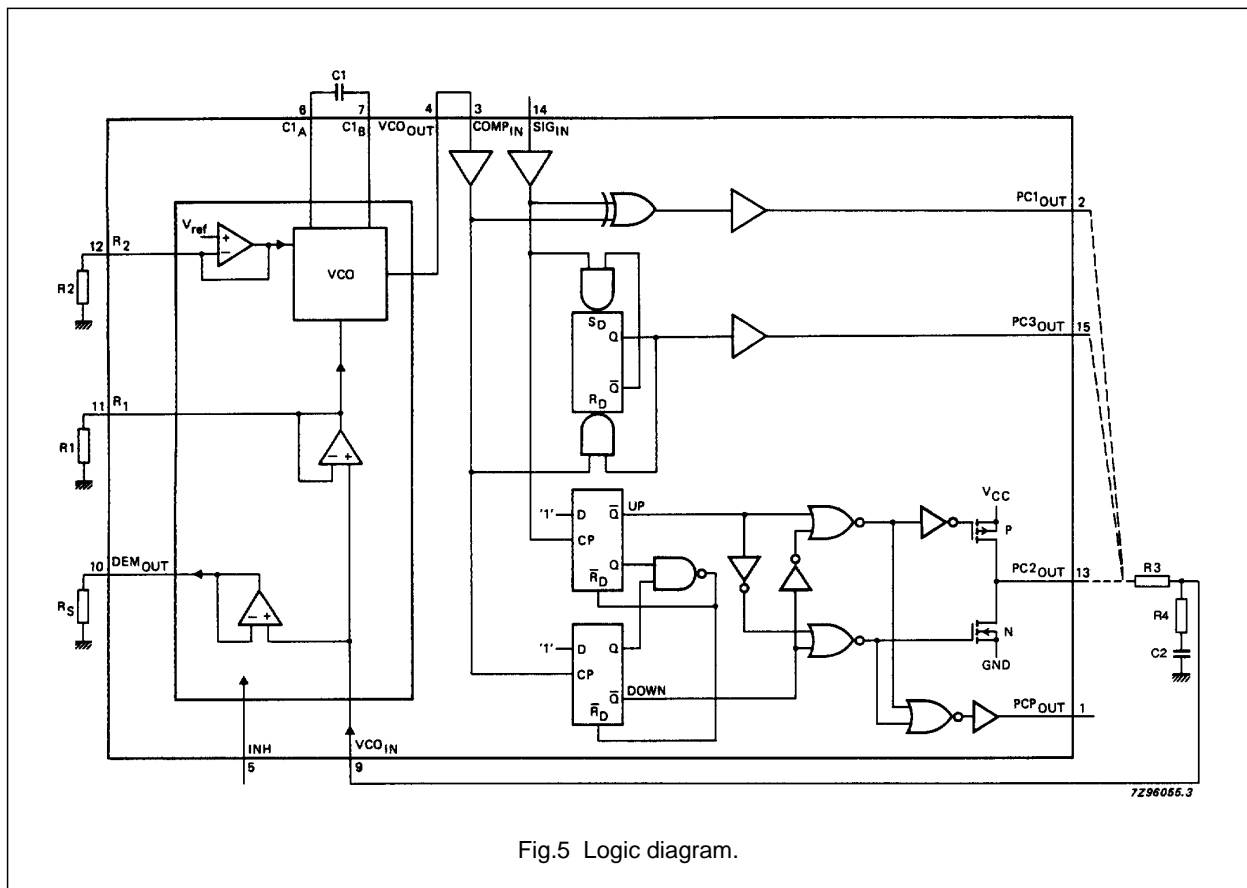 C1
6 7 4 3 14
C1A C1B VCOOUT COMPIN SIGIN
Vref
+
−
12 R2
R2
VCO
PC1OUT 2
SD
Q
Q̄
RD
PC3OUT 15
11 R1
R1
− +
'1' D Q̄ UP
CP
Q
R̄D
VCC
P
10 DEMOUT
RS
− +
PC2OUT 13
R3
R4
C2
N
GND
'1' D Q
CP
Q̄ DOWN
R̄D
PCPOUT 1
INH
5
VCOIN
9
7Z96055.3
Fig.5 Logic diagram.